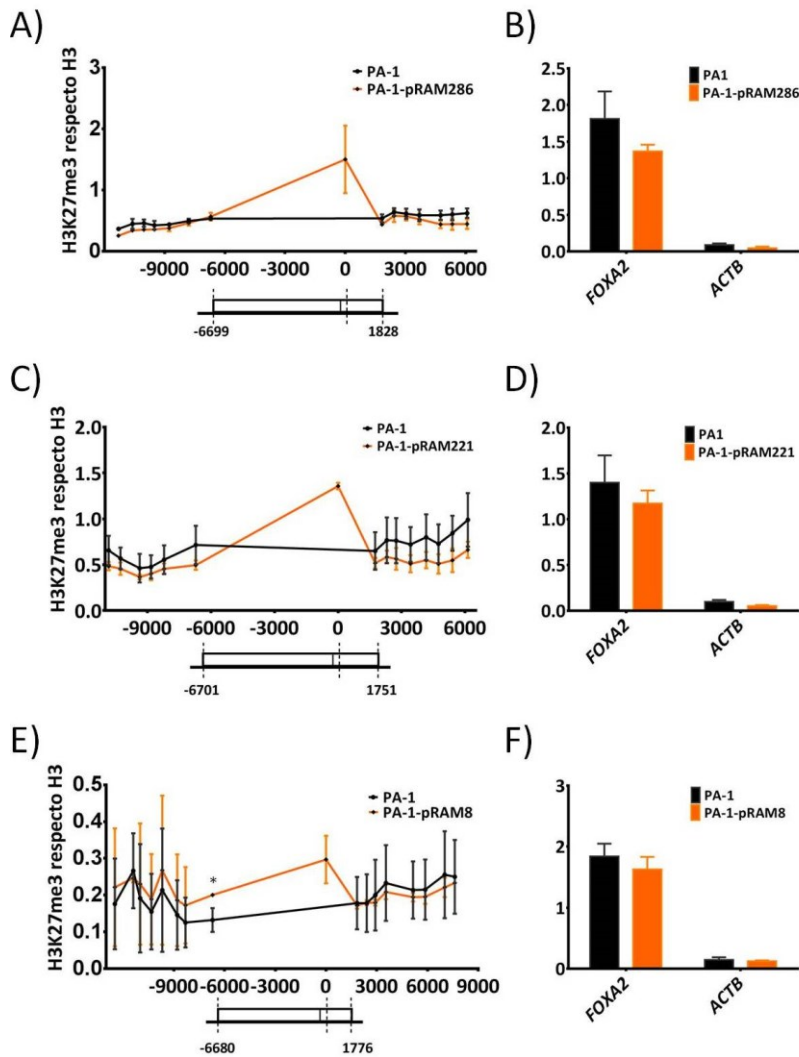 A)
H3K27me3 respecto H3
3
2
1
0
PA-1
PA-1-pRAM286
-9000 -6000 -3000 0 3000 6000
-6699 1828
B)
2.5
2.0
1.5
1.0
0.5
0.0
PA1
PA-1-pRAM286
FOXA2 ACTB
C)
H3K27me3 respecto H3
2.0
1.5
1.0
0.5
0.0
PA-1
PA-1-pRAM221
-9000 -6000 -3000 0 3000 6000
-6701 1751
D)
2.0
1.5
1.0
0.5
0.0
PA1
PA-1-pRAM221
FOXA2 ACTB
E)
H3K27me3 respecto H3
0.5
0.4
0.3
0.2
0.1
0.0
PA-1
PA-1-pRAM8
*
-9000 -6000 -3000 0 3000 6000 9000
-6680 1776
F)
3
2
1
0
PA-1
PA-1-pRAM8
FOXA2 ACTB